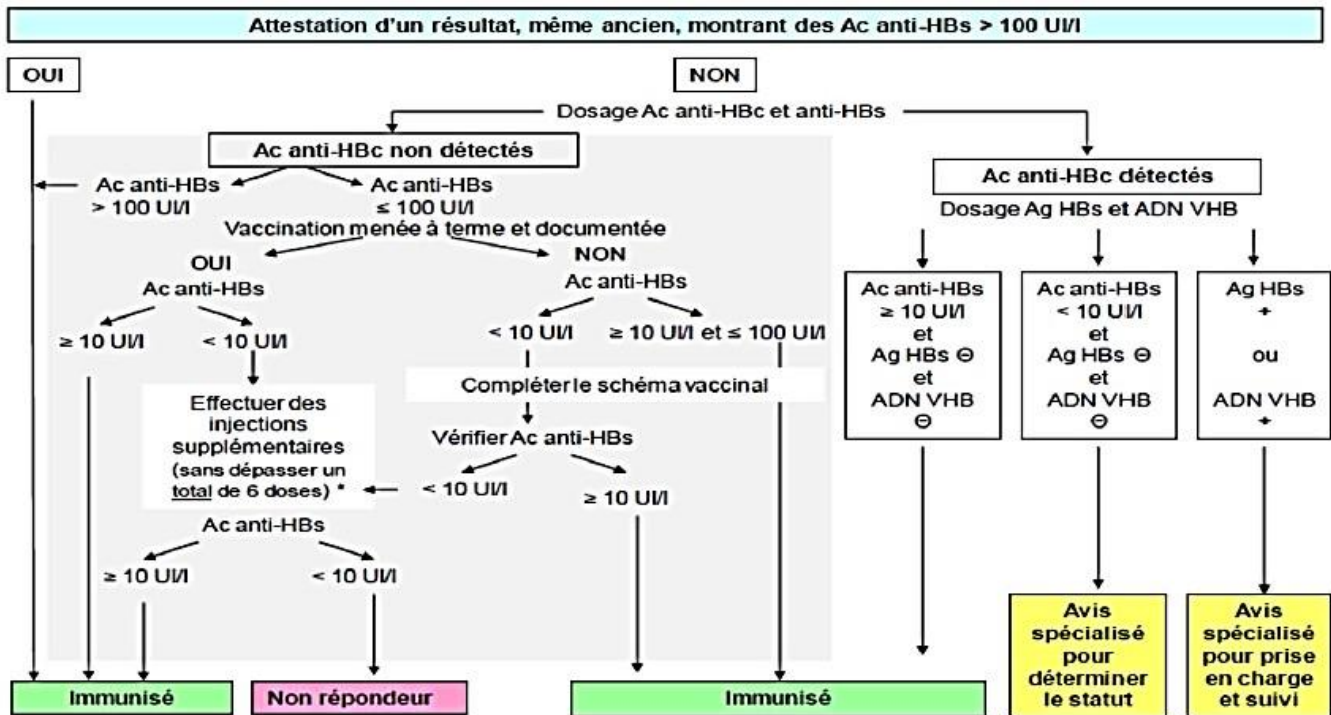 Attestation d'un résultat, même ancien, montrant des Ac anti-HBs > 100 UI/l
OUI
NON
Dosage Ac anti-HBc et anti-HBs
Ac anti-HBc non détectés
Ac anti-HBs
> 100 UI/l
Ac anti-HBs
≤ 100 UI/l
Vaccination menée à terme et documentée
OUI
Ac anti-HBs
≥ 10 UI/l
< 10 UI/l
NON
Ac anti-HBs
< 10 UI/l
≥ 10 UI/l et ≤ 100 UI/l
Effectuer des
injections
supplémentaires
(sans dépasser un
total de 6 doses) *
Compléter le schéma vaccinal
Vérifier Ac anti-HBs
< 10 UI/l
≥ 10 UI/l
Ac anti-HBs
≥ 10 UI/l
< 10 UI/l
Ac anti-HBc détectés
Dosage Ag HBs et ADN VHB
Ac anti-HBs
≥ 10 UI/l
et
Ag HBs ⊖
et
ADN VHB
⊖
Ac anti-HBs
< 10 UI/l
et
Ag HBs ⊖
et
ADN VHB
⊖
Ag HBs
+
ou
ADN VHB
+
Immunisé
Non répondeur
Immunisé
Avis
spécialisé
pour
déterminer
le statut
Avis
spécialisé
pour prise
en charge
et suivi